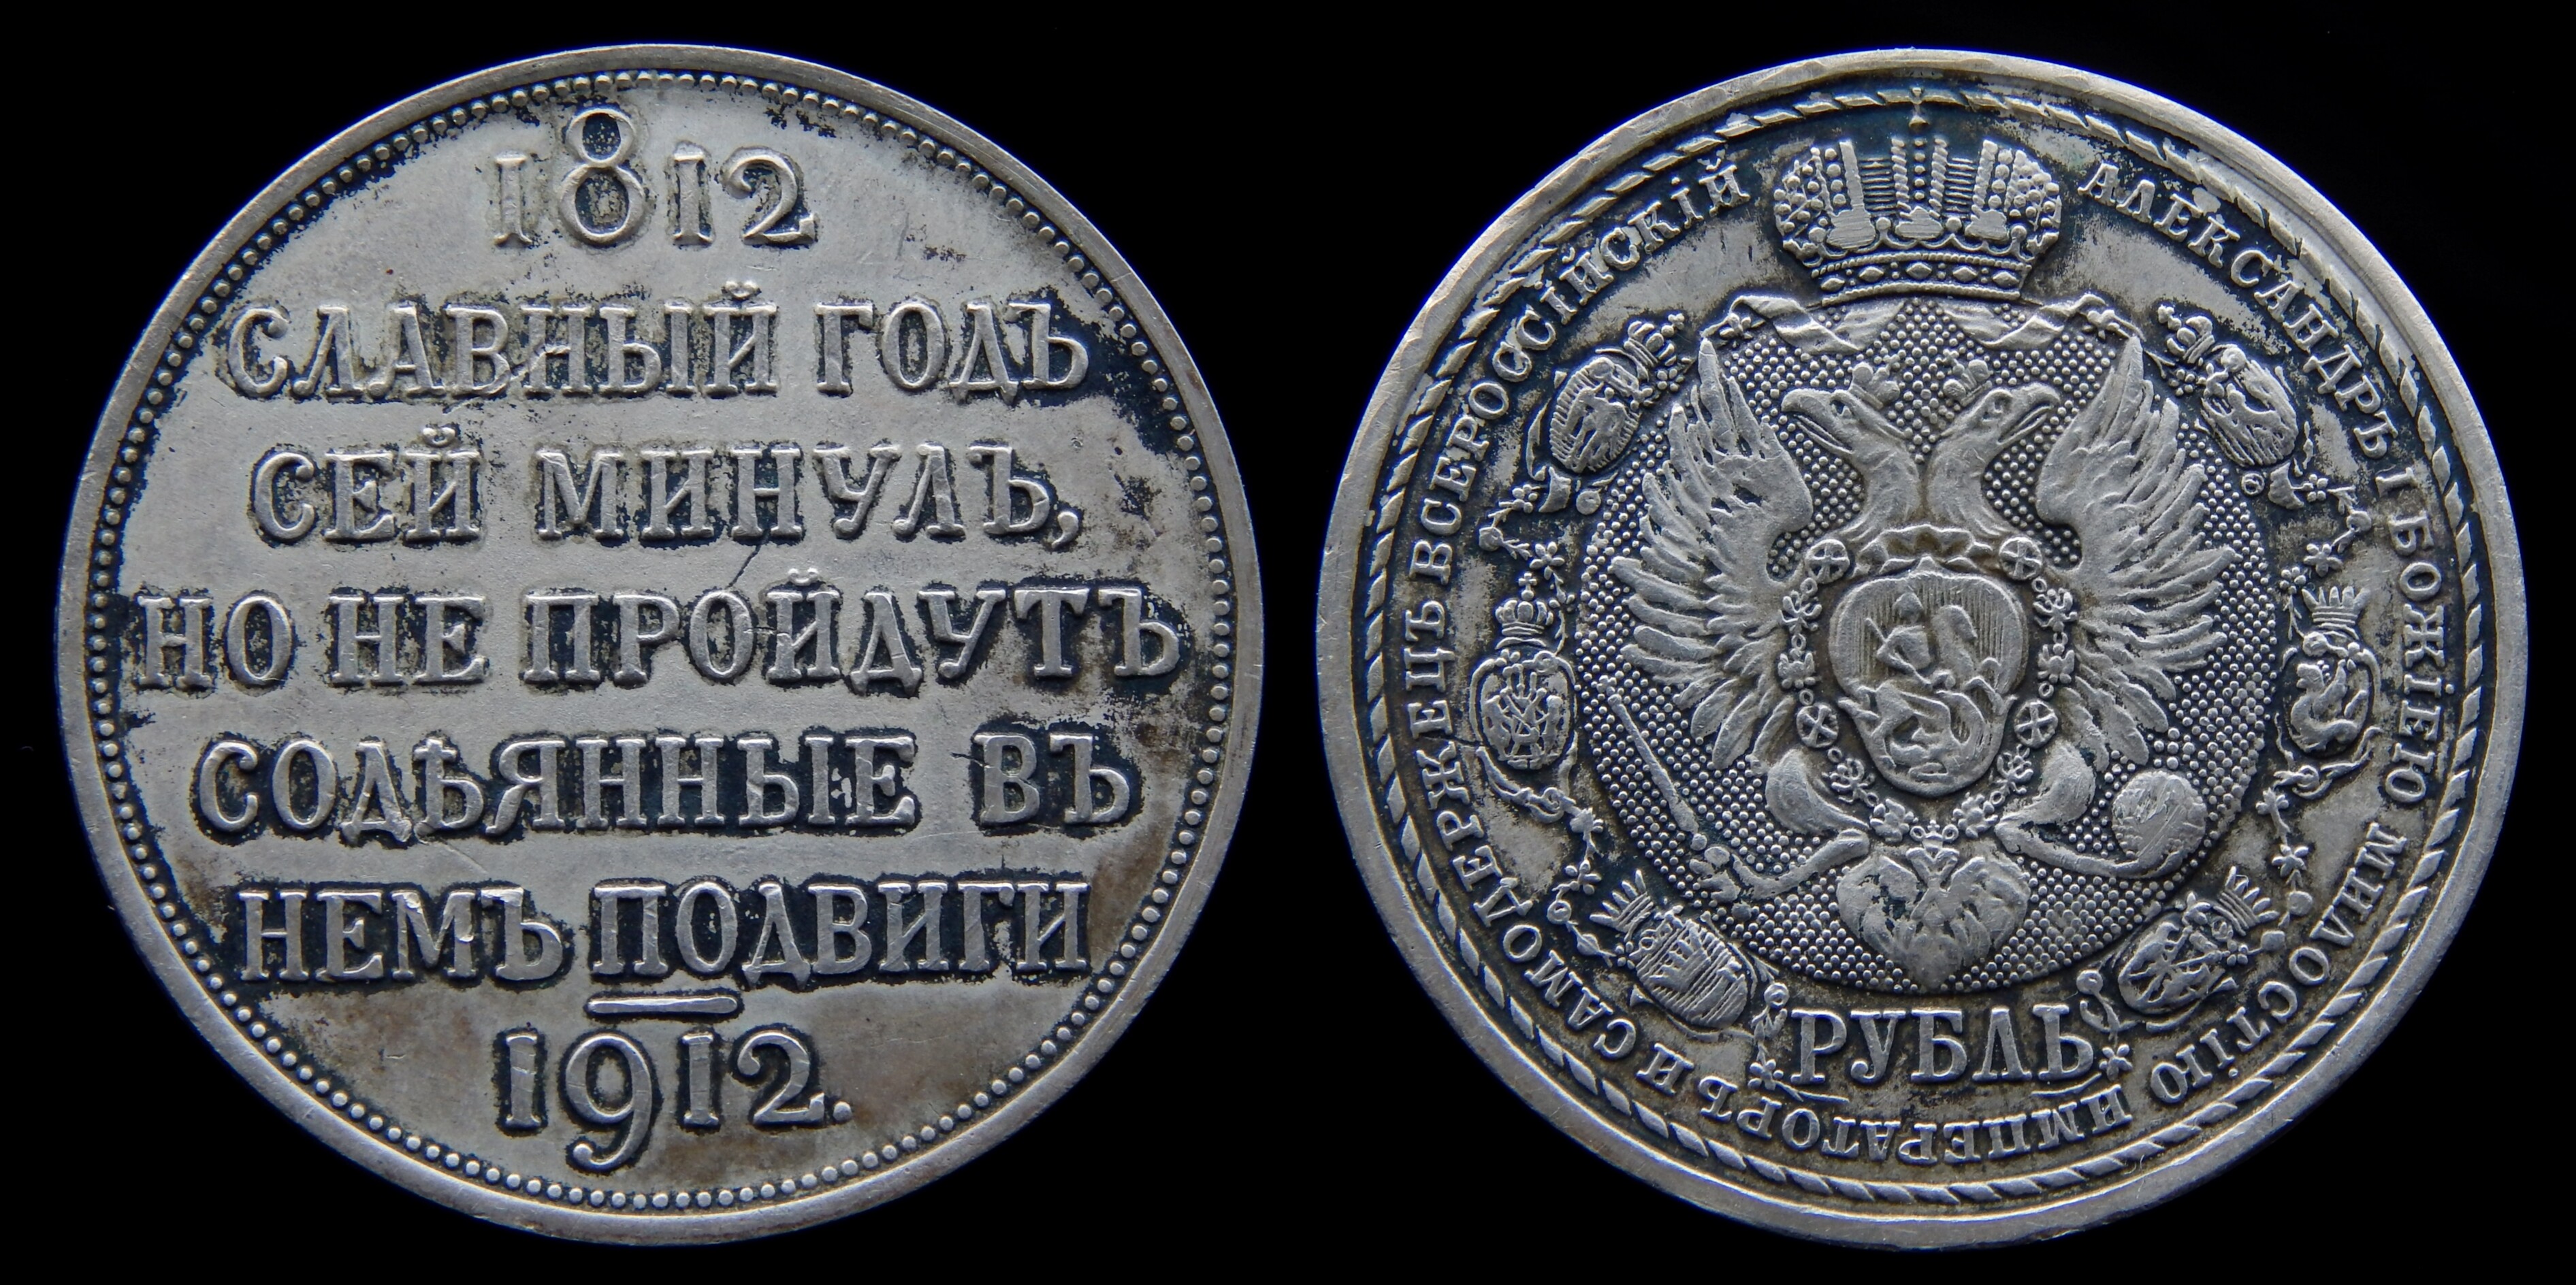 1812
СЛАВНЫЙ ГОДЪ
СЕЙ МИНУЛЪ,
НО НЕ ПРОЙДУТЪ
СОДѢЯННЫЕ ВЪ
НЕМЪ ПОДВИГИ
1912.
АЛЕКСАНДРЪ I БОЖІЕЮ МИЛОСТІЮ ИМПЕРАТОРЪ И САМОДЕРЖЕЦЪ ВСЕРОССІЙСКІЙ
РУБЛЬ